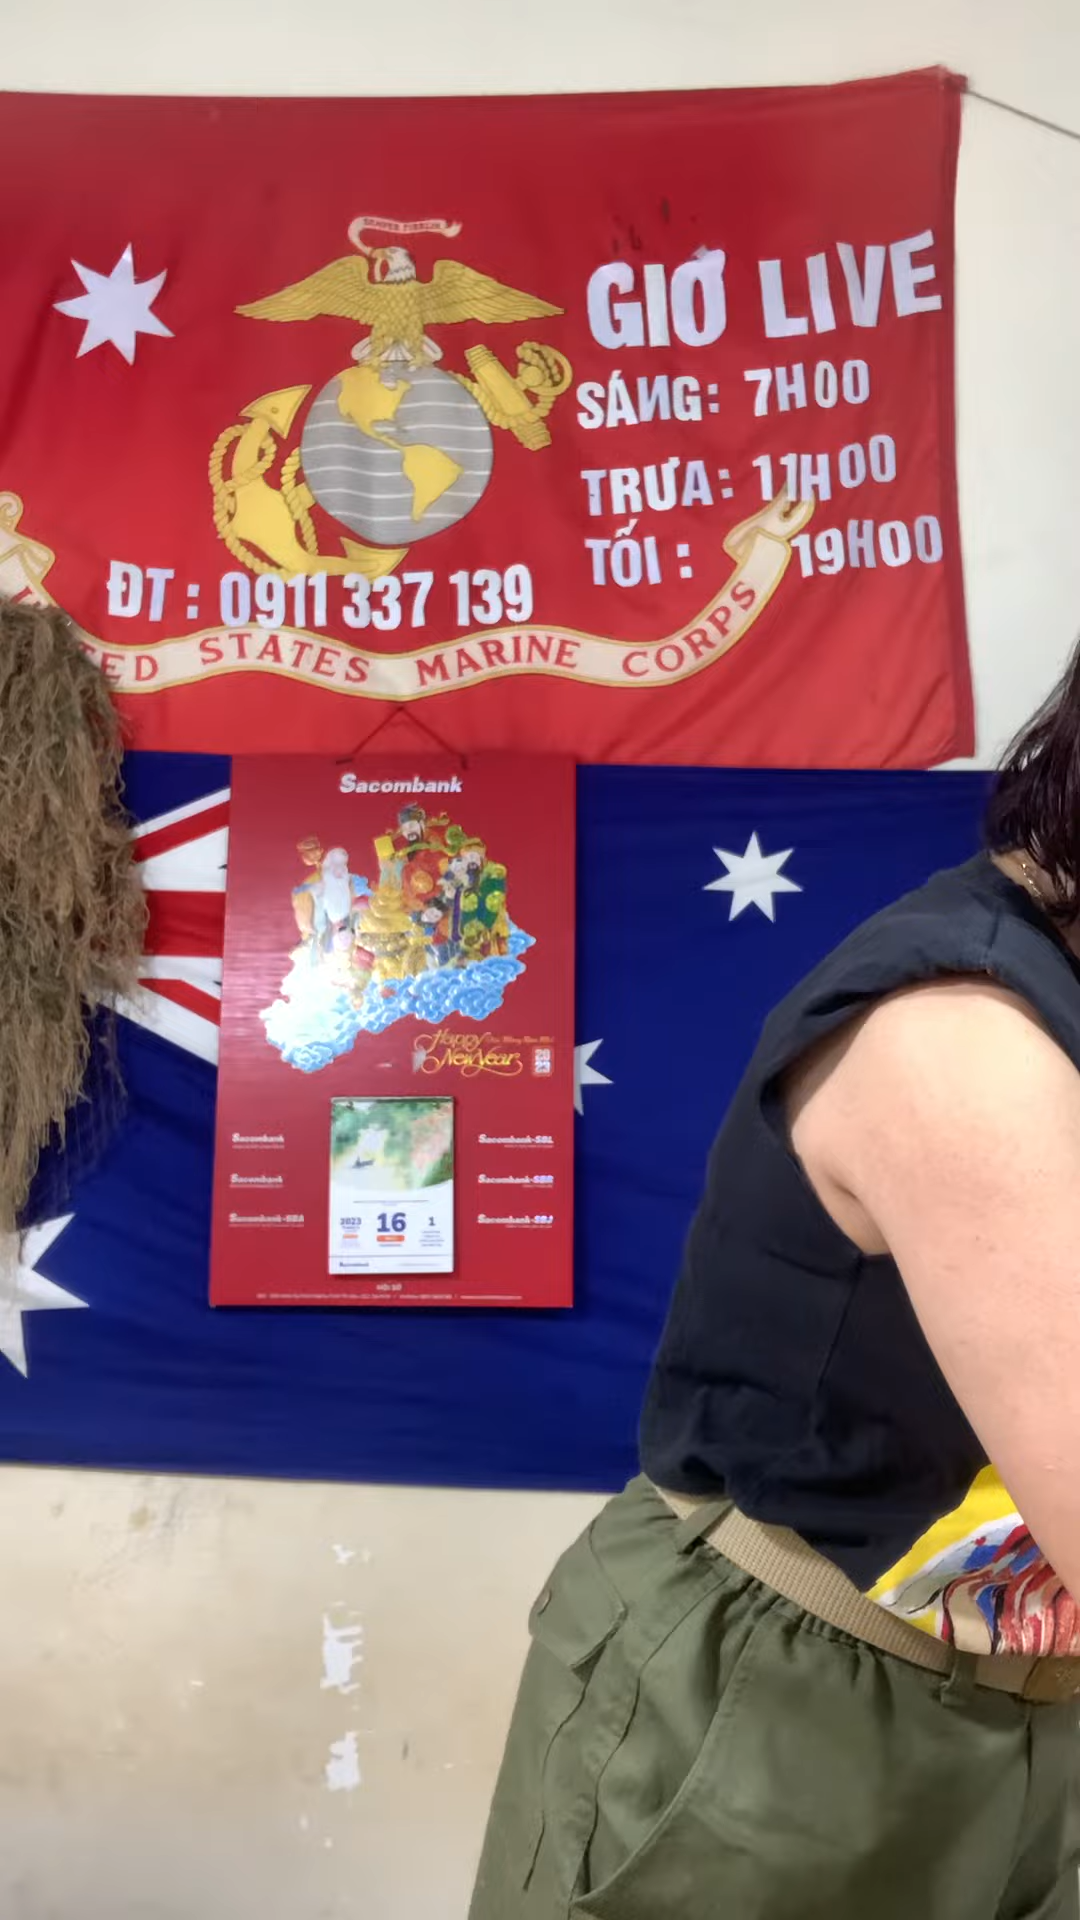 SEMPER FIDELIS
GIỜ LIVE
SÁNG: 7H00
TRƯA: 11H00
TỐI : 19H00
ĐT : 0911 337 139
UNITED STATES MARINE CORPS
Sacombank
Happy
New Year
2023
Sacombank
Sacombank-SBL
Sacombank
Sacombank-SBR
Sacombank-SBA
Sacombank-SBJ
2023
16
1
Sacombank